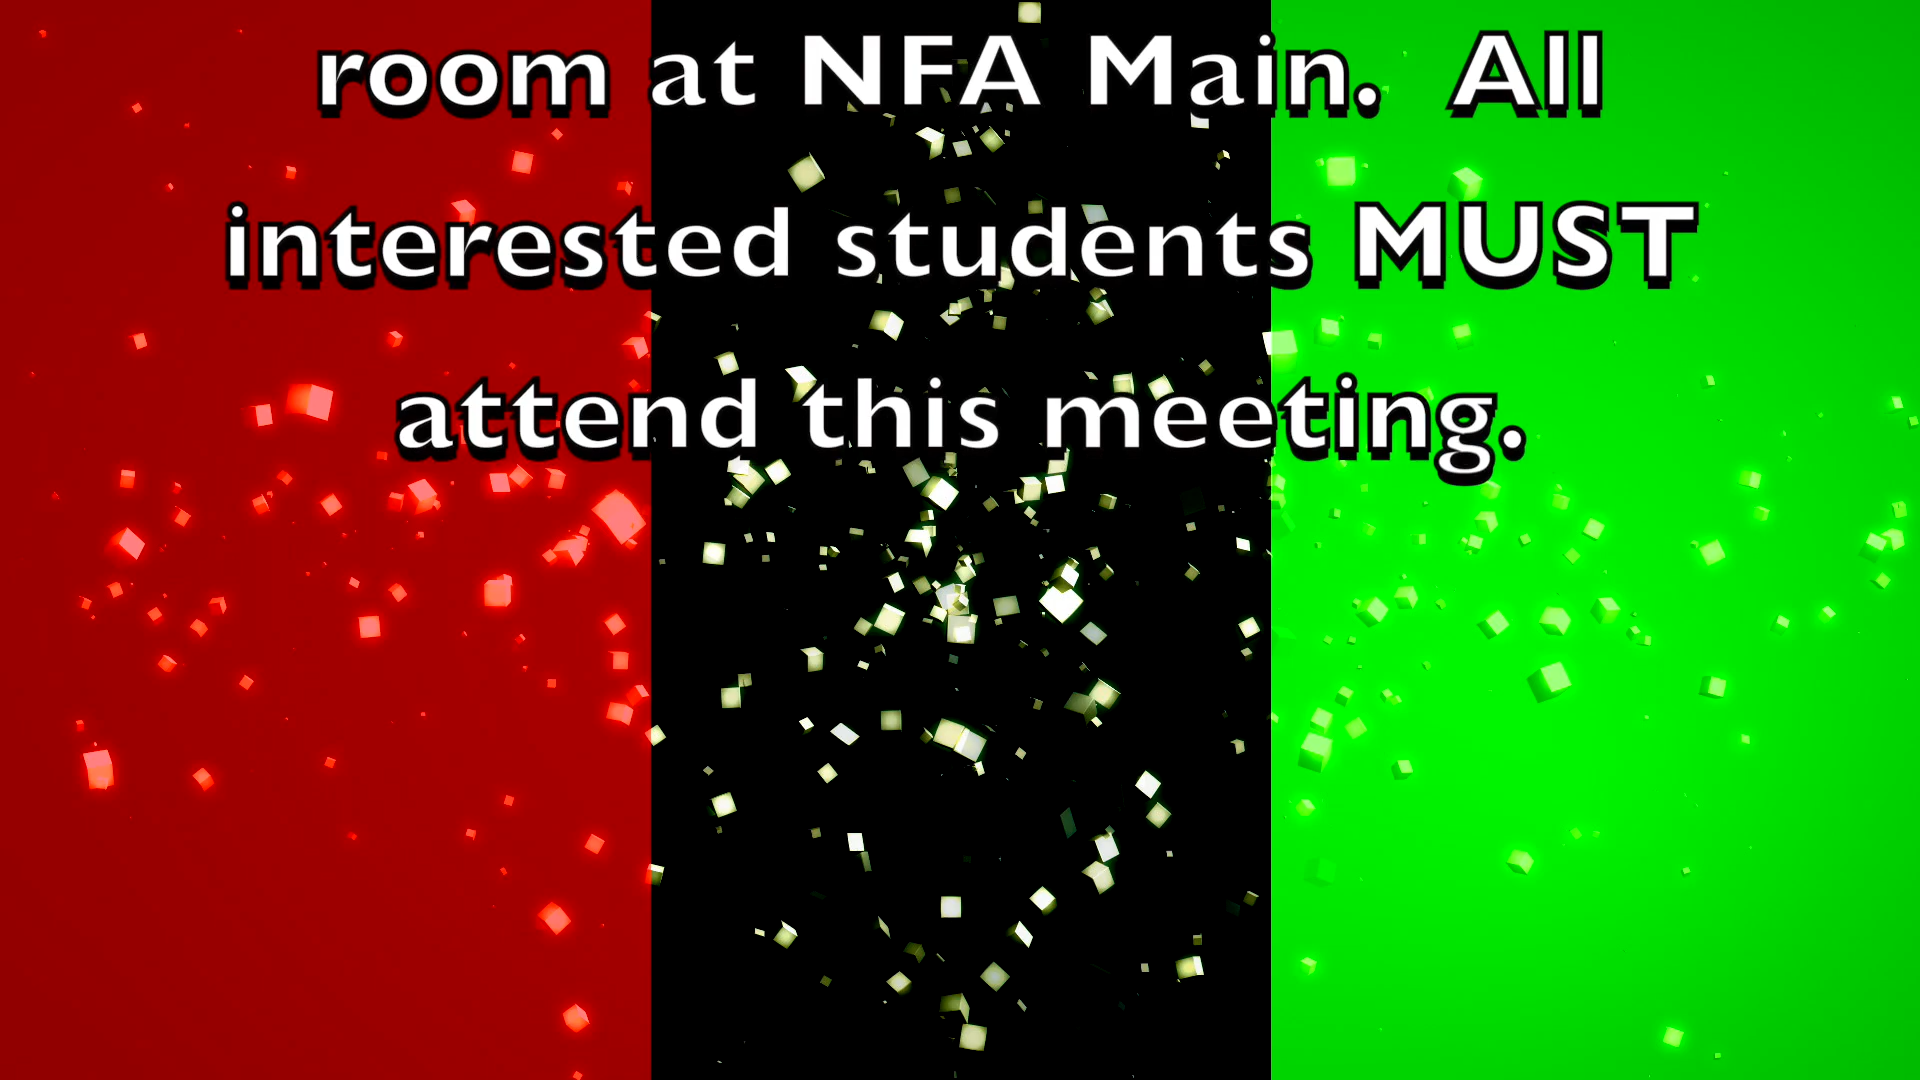 room at NFA Main.  All
interested students MUST
attend this meeting.